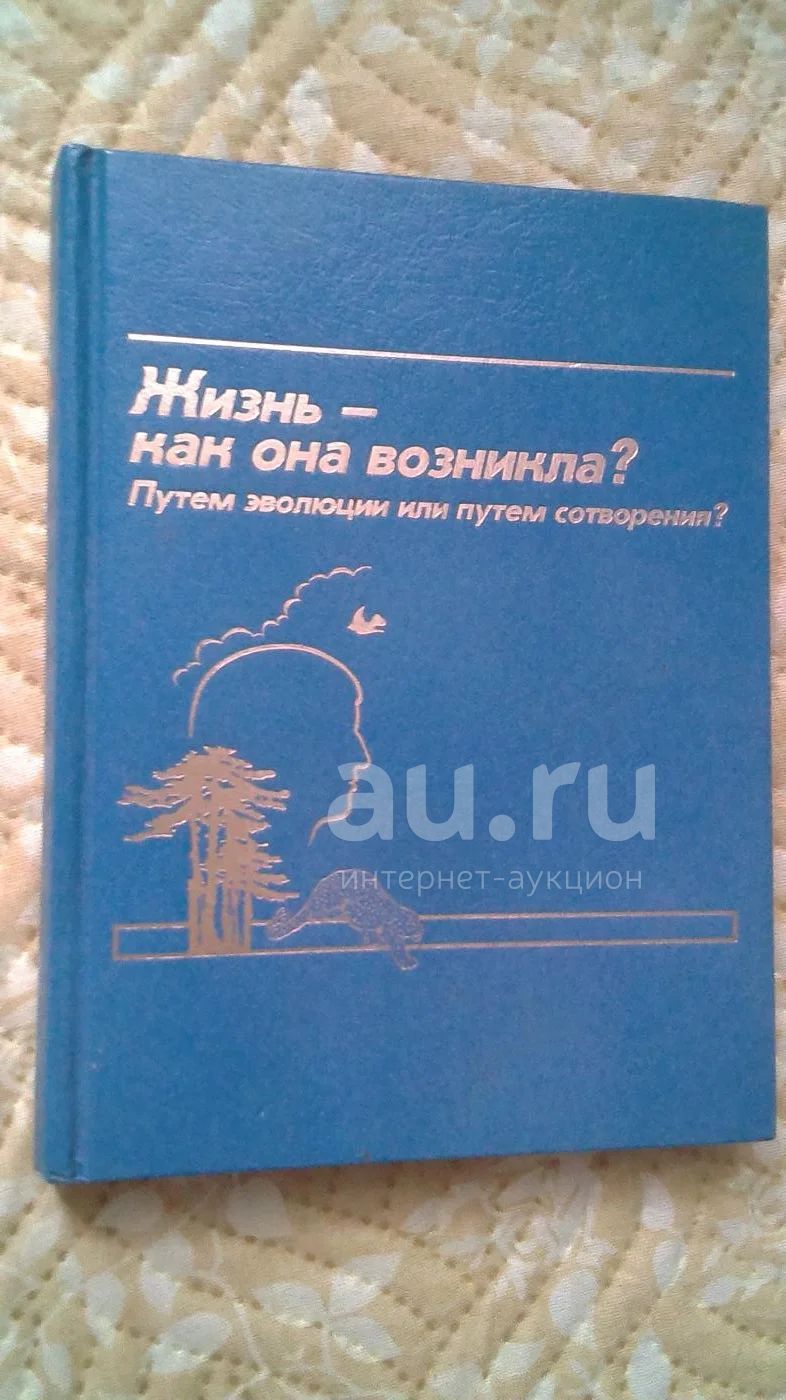 Жизнь –
как она возникла?
Путем эволюции или путем сотворения?
au.ru
интернет-аукцион